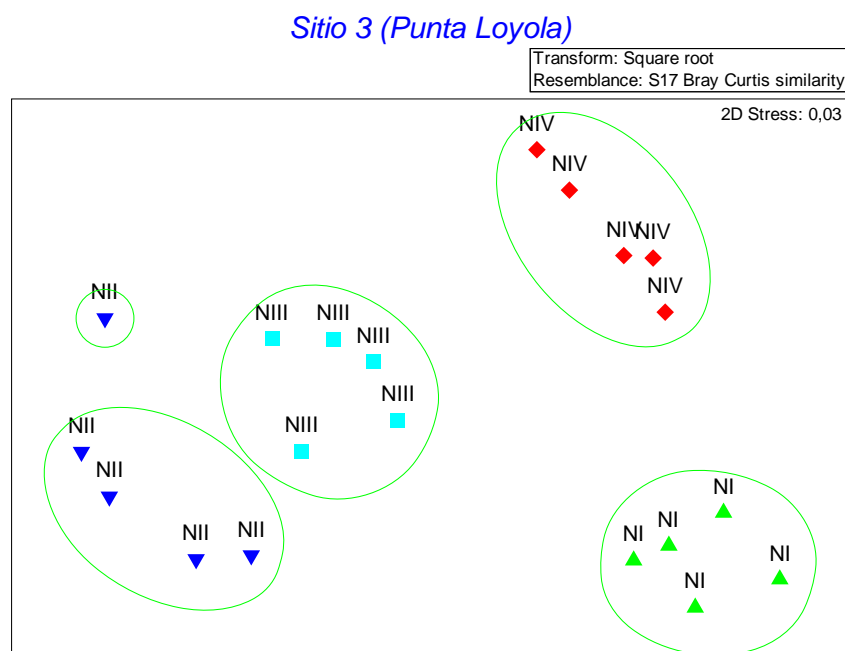 Sitio 3 (Punta Loyola)
Transform: Square root
Resemblance: S17 Bray Curtis similarity
2D Stress: 0,03
NIV
NIV
NIV NIV
NIV
NII
NIII NIII
NIII
NIII
NIII
NII
NII
NII NII
NI
NI
NI
NI
NI